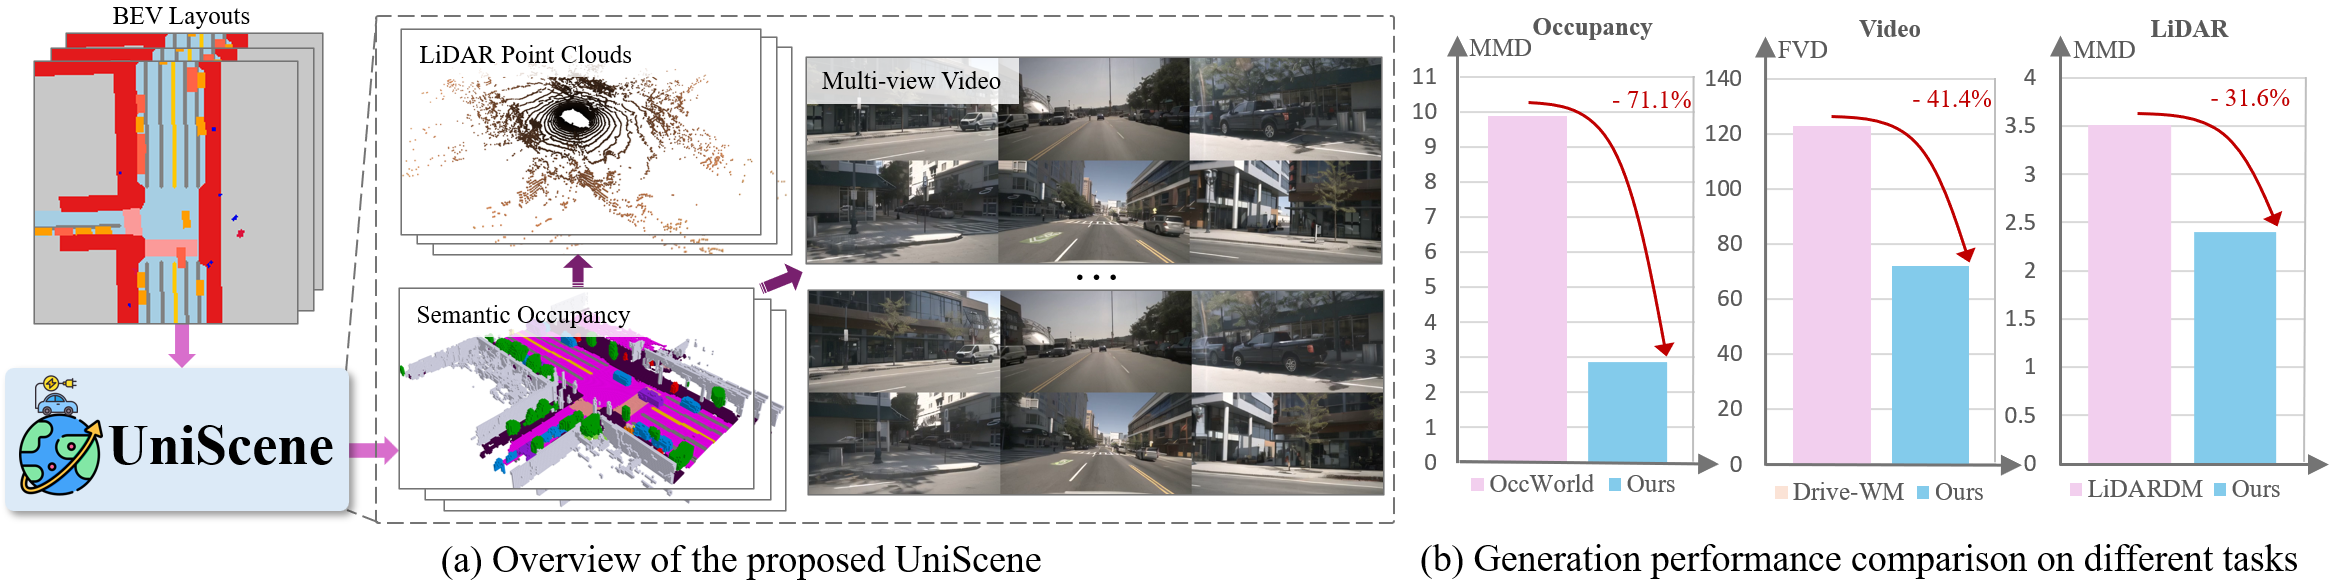 BEV Layouts
UniScene
LiDAR Point Clouds
Semantic Occupancy
Multi-view Video
...
(a) Overview of the proposed UniScene
Occupancy
MMD
11
10
9
8
7
6
5
4
3
2
1
0
- 71.1%
OccWorld Ours
Video
FVD
140
120
100
80
60
40
20
0
- 41.4%
Drive-WM Ours
LiDAR
MMD
4
3.5
3
2.5
2
1.5
1
0.5
0
- 31.6%
LiDARDM Ours
(b) Generation performance comparison on different tasks